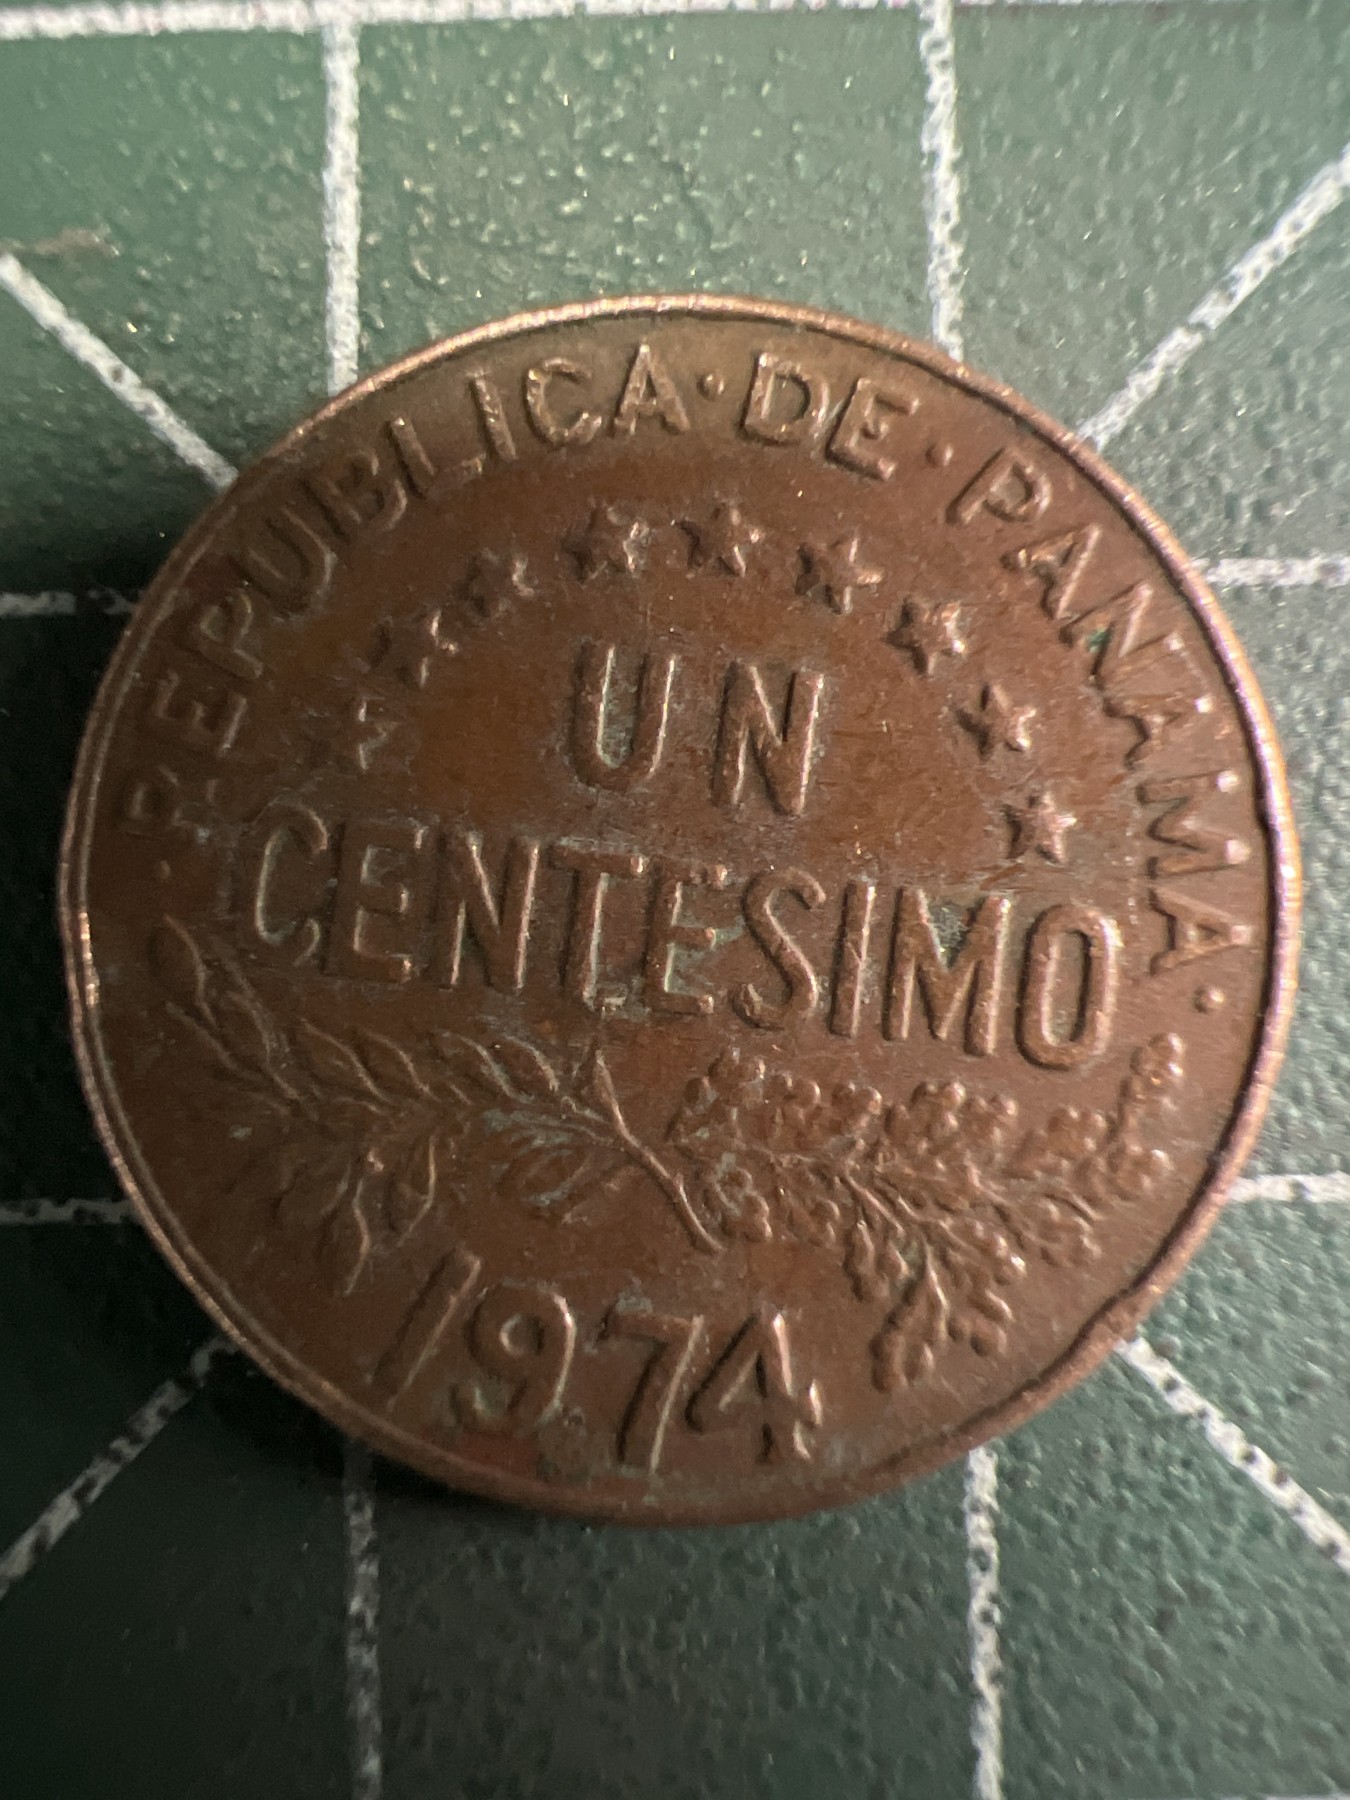 ·REPUBLICA·DE·PANAMA·
UN
CENTESIMO
1974